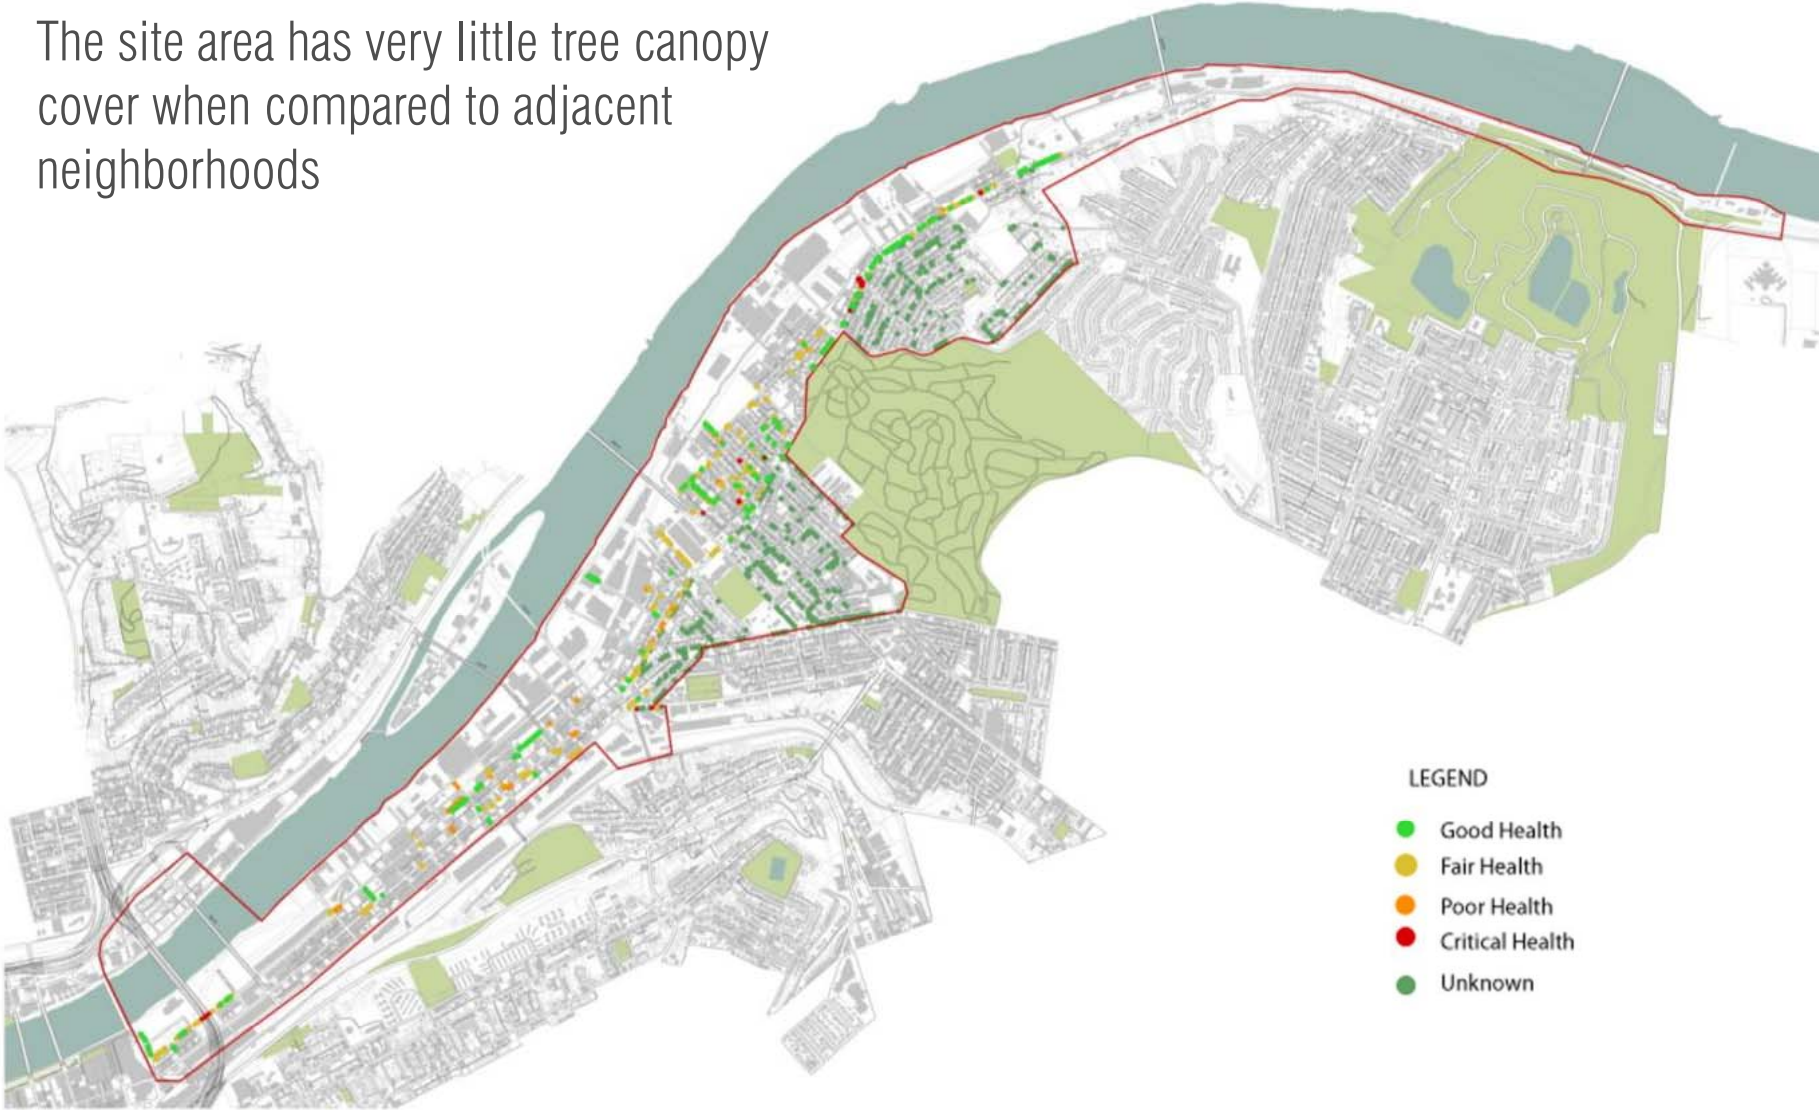 The site area has very little tree canopy
cover when compared to adjacent
neighborhoods
LEGEND
Good Health
Fair Health
Poor Health
Critical Health
Unknown